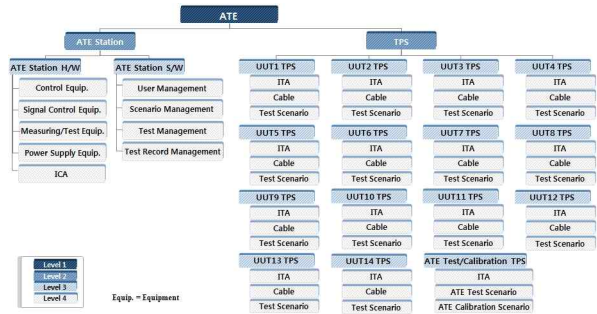 ATE
ATE Station
TPS
ATE Station H/W
ATE Station S/W
Control Equip.
Signal Control Equip.
Measuring/Test Equip.
Power Supply Equip.
ICA
User Management
Scenario Management
Test Management
Test Record Management
UUT1 TPS
ITA
Cable
Test Scenario
UUT2 TPS
ITA
Cable
Test Scenario
UUT3 TPS
ITA
Cable
Test Scenario
UUT4 TPS
ITA
Cable
Test Scenario
UUT5 TPS
ITA
Cable
Test Scenario
UUT6 TPS
ITA
Cable
Test Scenario
UUT7 TPS
ITA
Cable
Test Scenario
UUT8 TPS
ITA
Cable
Test Scenario
UUT9 TPS
ITA
Cable
Test Scenario
UUT10 TPS
ITA
Cable
Test Scenario
UUT11 TPS
ITA
Cable
Test Scenario
UUT12 TPS
ITA
Cable
Test Scenario
UUT13 TPS
ITA
Cable
Test Scenario
UUT14 TPS
ITA
Cable
Test Scenario
ATE Test/Calibration TPS
ITA
ATE Test Scenario
ATE Calibration Scenario
Level 1
Level 2
Level 3
Level 4
Equip. = Equipment